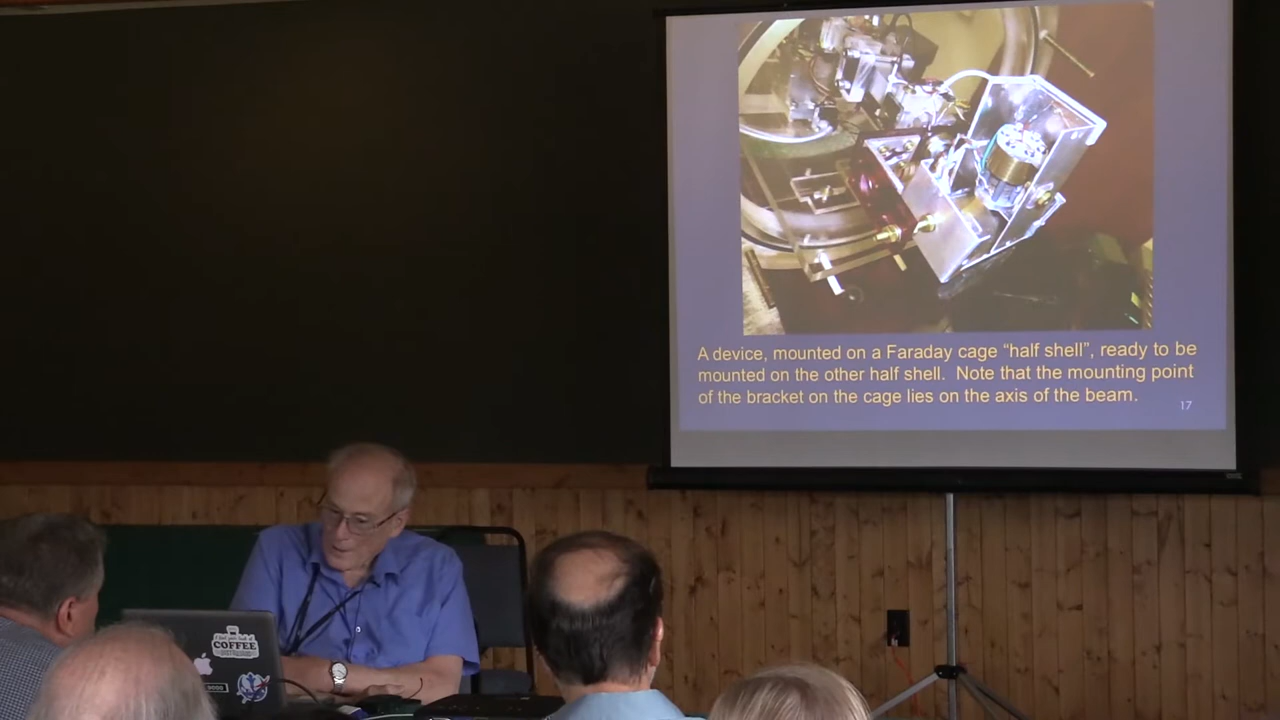 A device, mounted on a Faraday cage “half shell”, ready to be
mounted on the other half shell.  Note that the mounting point
of the bracket on the cage lies on the axis of the beam.
17
COFFEE